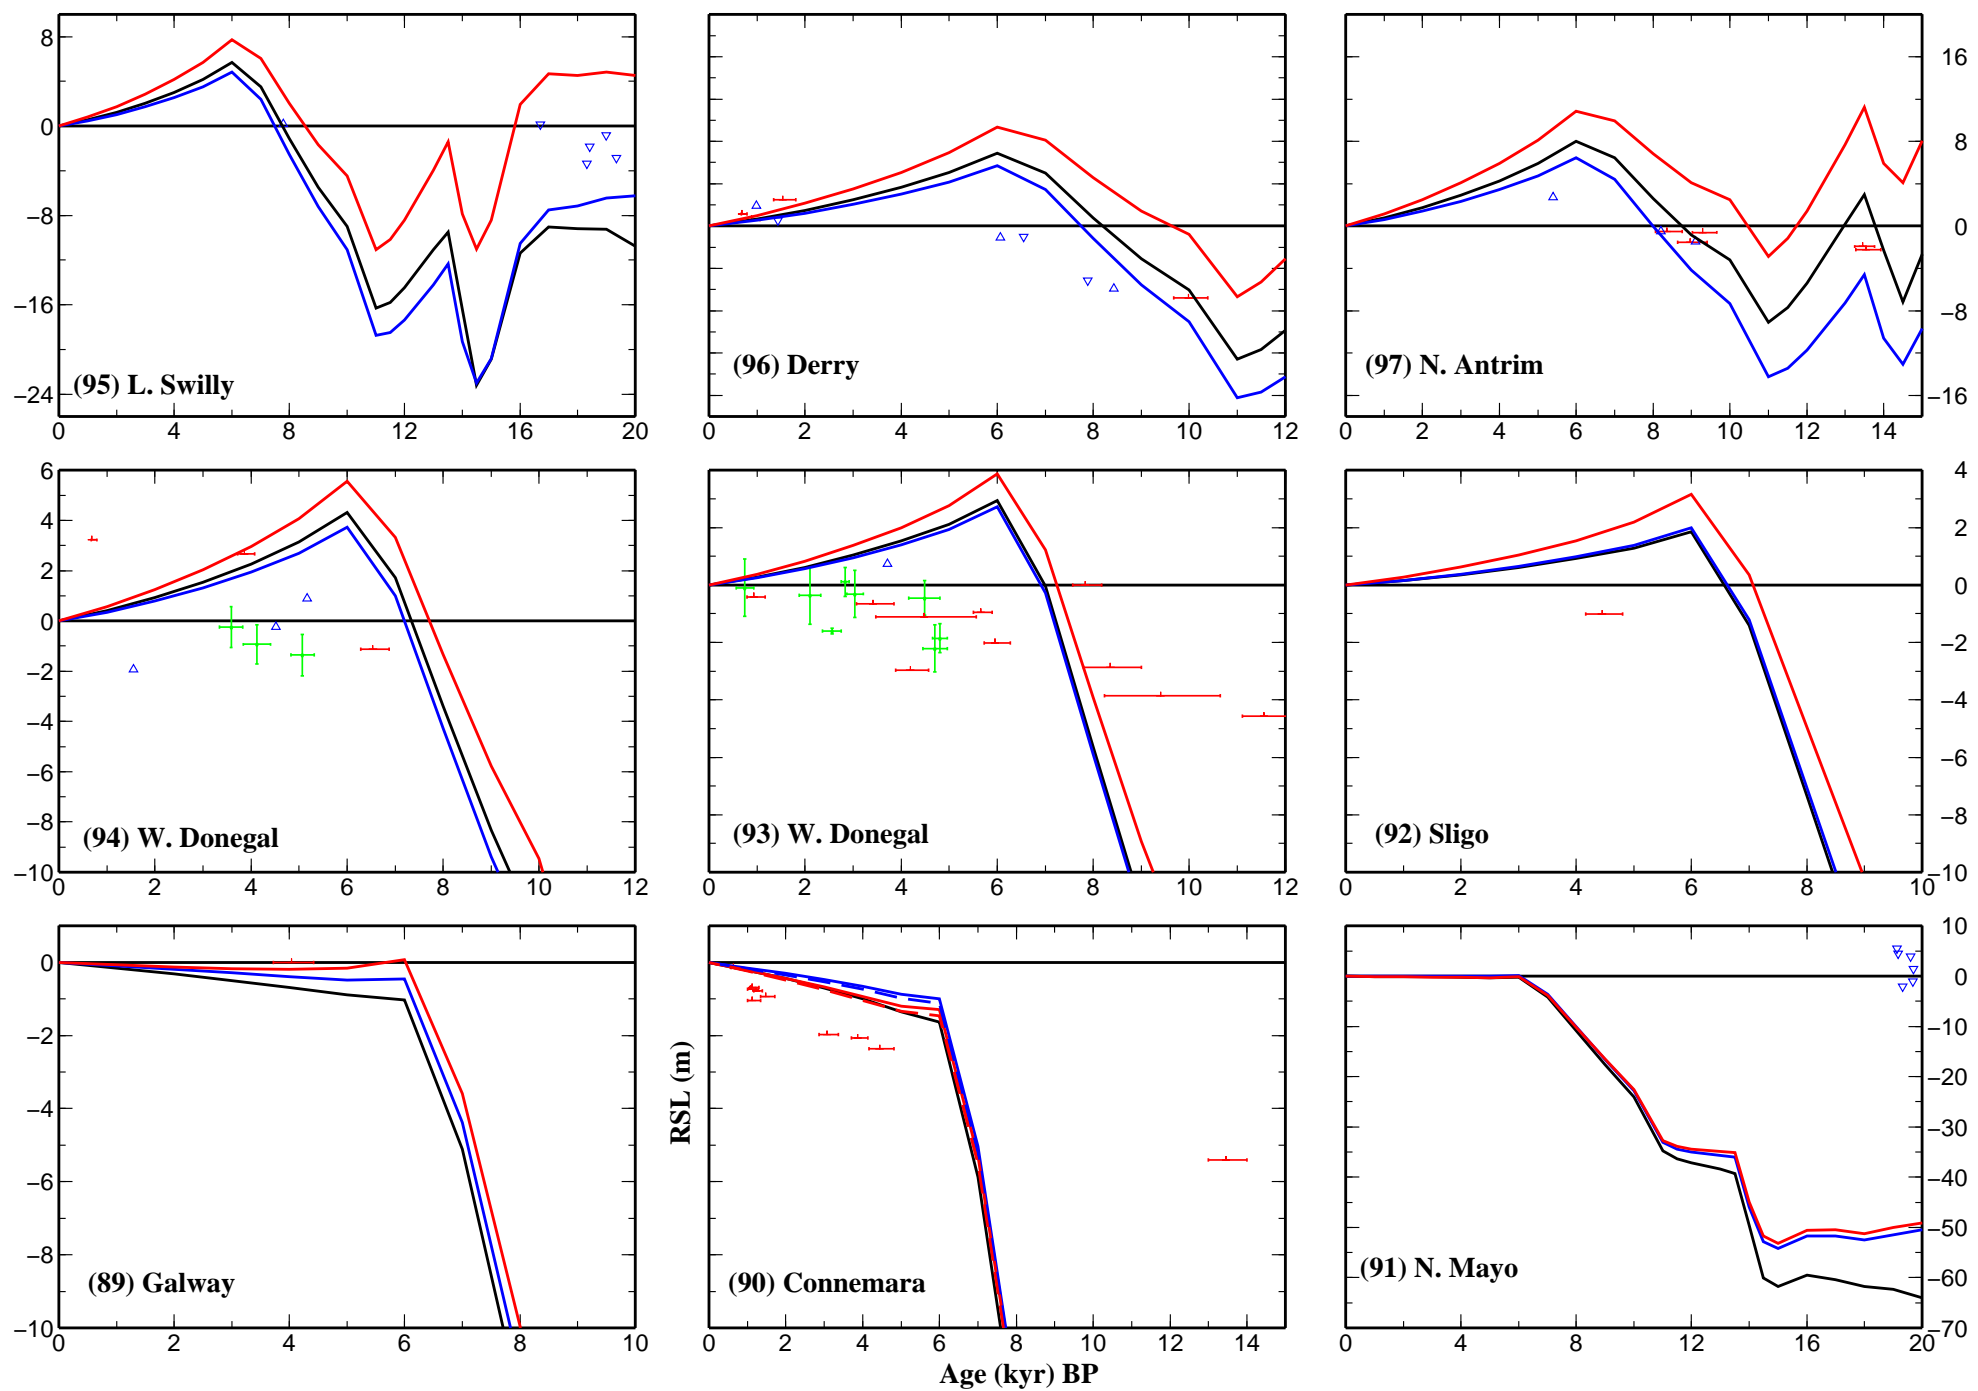 8
0
−8
−16
−24
(95) L. Swilly
0 4 8 12 16 20
(96) Derry
0 2 4 6 8 10 12
16
8
0
−8
−16
(97) N. Antrim
0 2 4 6 8 10 12 14
6
4
2
0
−2
−4
−6
−8
−10
(94) W. Donegal
0 2 4 6 8 10 12
(93) W. Donegal
0 2 4 6 8 10 12
4
2
0
−2
−4
−6
−8
−10
(92) Sligo
0 2 4 6 8 10
0
−2
−4
−6
−8
−10
(89) Galway
0 2 4 6 8 10
RSL (m)
(90) Connemara
0 2 4 6 8 10 12 14
Age (kyr) BP
10
0
−10
−20
−30
−40
−50
−60
−70
(91) N. Mayo
0 4 8 12 16 20